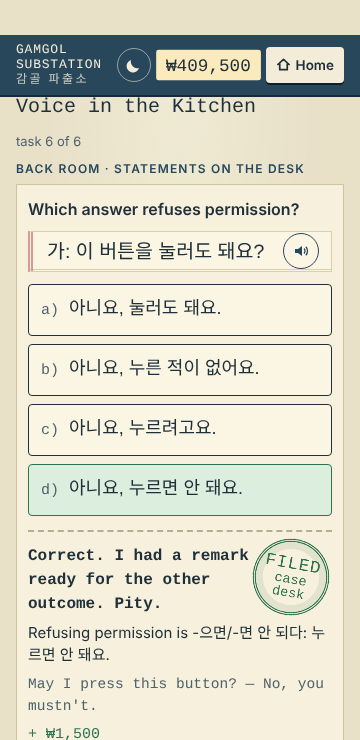 GAMGOL
SUBSTATION
감골 파출소
₩409,500
Home
Voice in the Kitchen
task 6 of 6
BACK ROOM · STATEMENTS ON THE DESK
Which answer refuses permission?
가: 이 버튼을 눌러도 돼요?
a) 아니요, 눌러도 돼요.
b) 아니요, 누른 적이 없어요.
c) 아니요, 누르려고요.
d) 아니요, 누르면 안 돼요.
Correct. I had a remark
ready for the other
outcome. Pity.
FILED
case
desk
Refusing permission is -으면/-면 안 되다: 누
르면 안 돼요.
May I press this button? — No, you
mustn't.
+ ₩1,500